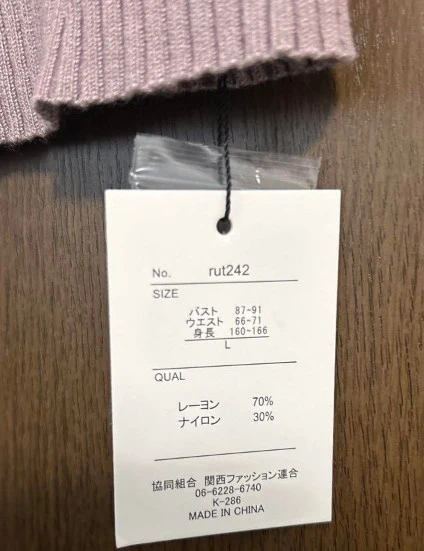 No. rut242
SIZE
バスト 87~91
ウエスト 66~71
身長 160~166
L
QUAL
レーヨン 70%
ナイロン 30%
協同組合 関西ファッション連合
06-6228-6740
K-286
MADE IN CHINA